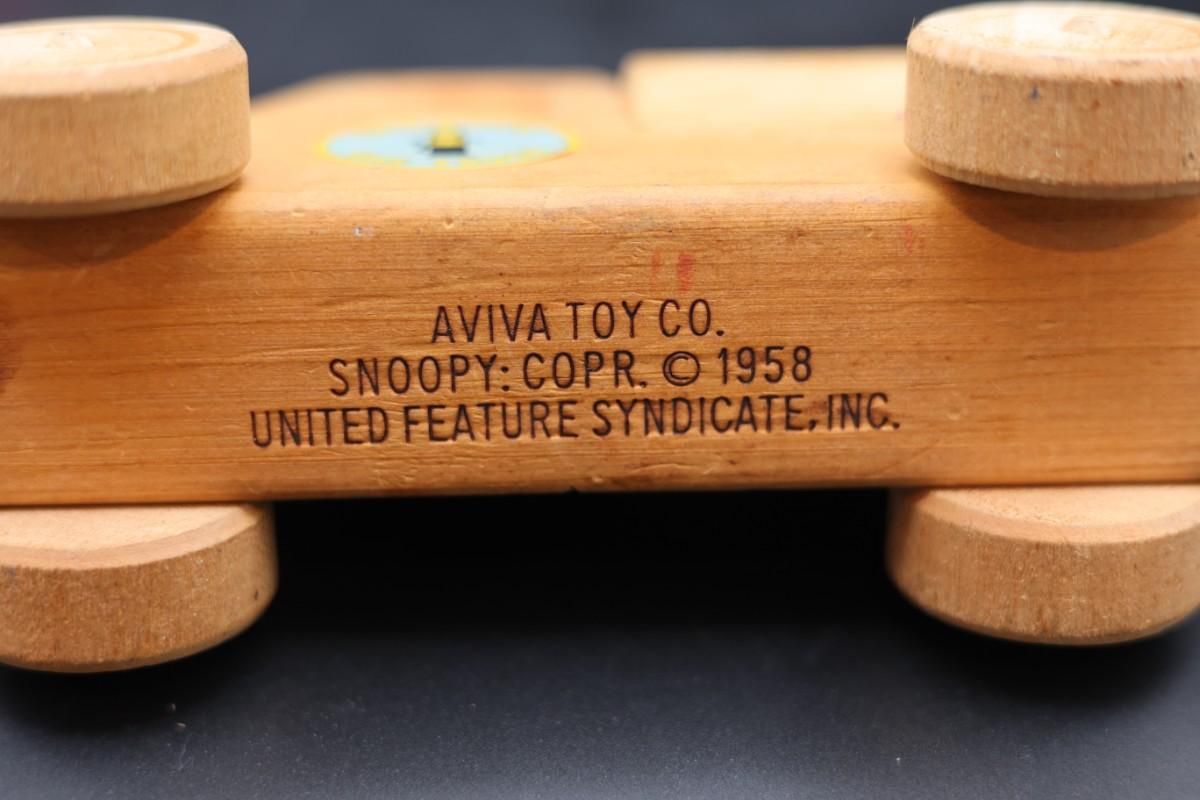 AVIVA TOY CO.
SNOOPY: COPR. © 1958
UNITED FEATURE SYNDICATE, INC.